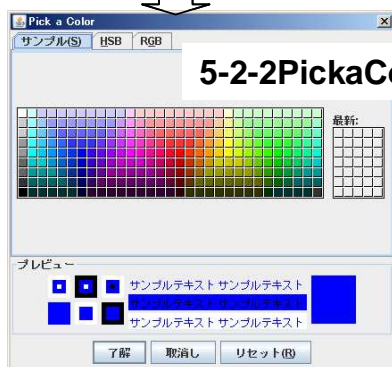 Pick a Color
サンプル(S) HSB RGB
5-2-2PickaCo
最新:
プレビュー
サンプルテキスト サンプルテキスト
サンプルテキスト サンプルテキスト
サンプルテキスト サンプルテキスト
了解 取消し リセット(R)